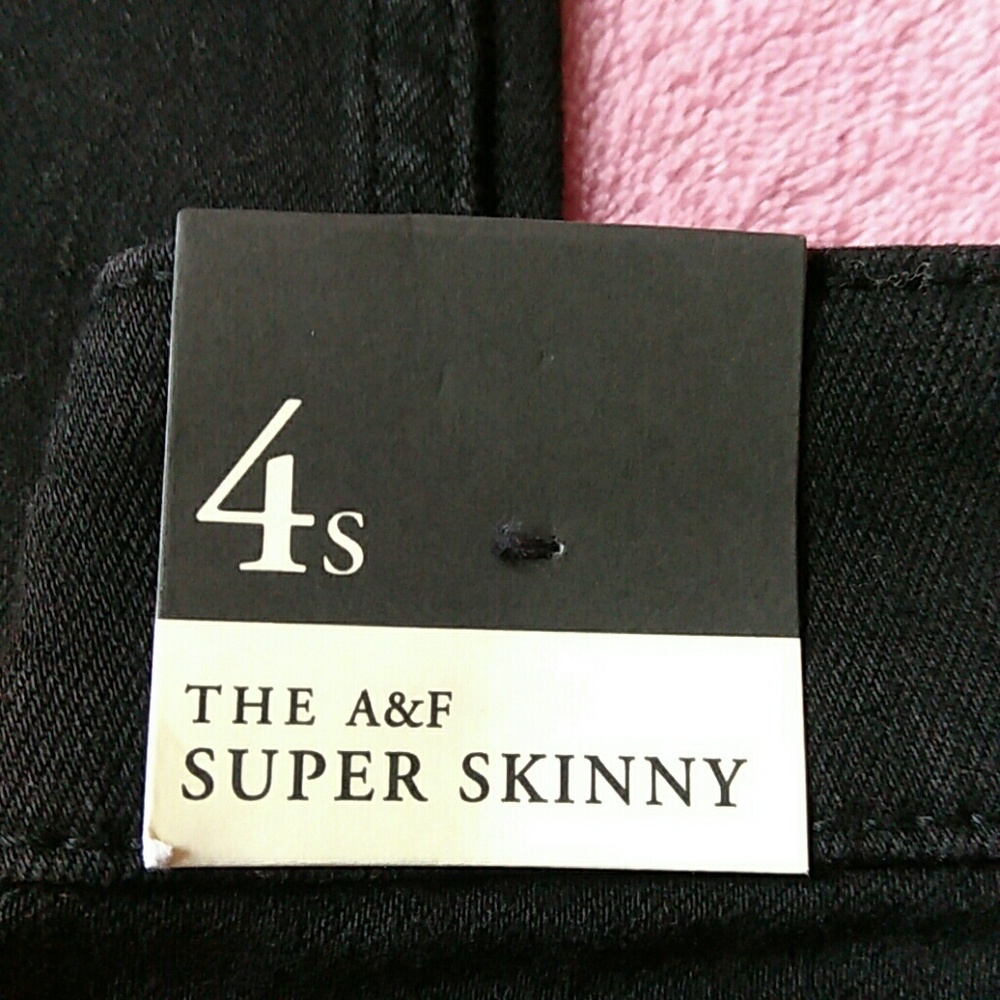 4s
THE A&F
SUPER SKINNY